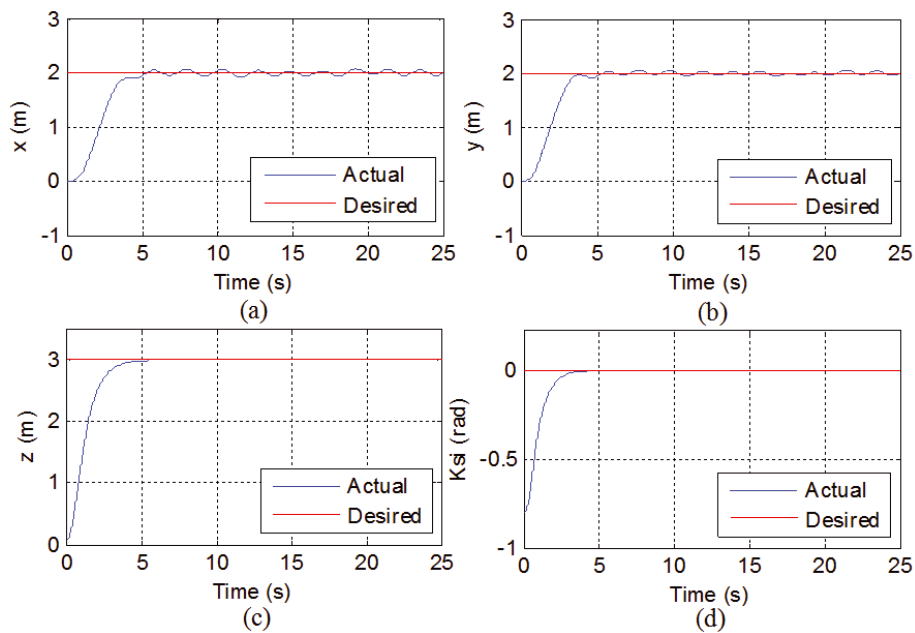 3
2
1
0
-1
x (m)
0 5 10 15 20 25
Time (s)
Actual
Desired
(a)
3
2
1
0
-1
y (m)
0 5 10 15 20 25
Time (s)
Actual
Desired
(b)
3
2
1
0
z (m)
0 5 10 15 20 25
Time (s)
Actual
Desired
(c)
0
-0.5
-1
Ksi (rad)
0 5 10 15 20 25
Time (s)
Actual
Desired
(d)